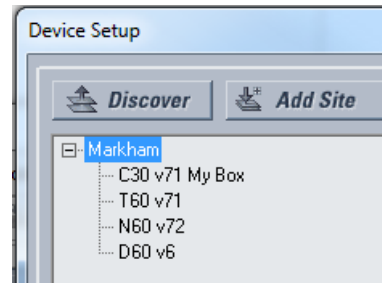 Device Setup
Discover Add Site
Markham
C30 v71 My Box
T60 v71
N60 v72
D60 v6